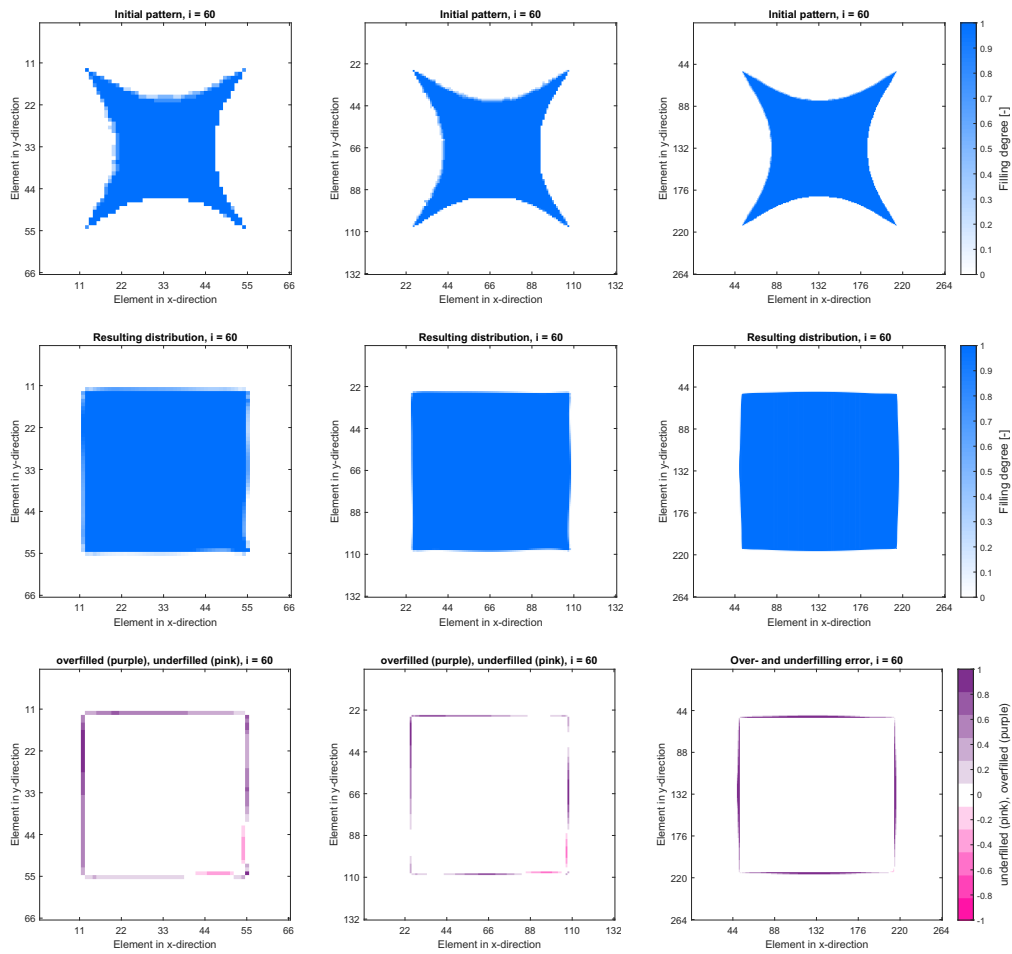 Initial pattern, i = 60
Initial pattern, i = 60
Initial pattern, i = 60
Element in y-direction
11
22
33
44
55
66
11 22 33 44 55 66
Element in x-direction
Element in y-direction
22
44
66
88
110
132
22 44 66 88 110 132
Element in x-direction
Element in y-direction
44
88
132
176
220
264
44 88 132 176 220 264
Element in x-direction
1
0.9
0.8
0.7
0.6
0.5
0.4
0.3
0.2
0.1
0
Filling degree [-]
Resulting distribution, i = 60
Resulting distribution, i = 60
Resulting distribution, i = 60
Element in y-direction
11
22
33
44
55
66
11 22 33 44 55 66
Element in x-direction
Element in y-direction
22
44
66
88
110
132
22 44 66 88 110 132
Element in x-direction
Element in y-direction
44
88
132
176
220
264
44 88 132 176 220 264
Element in x-direction
1
0.9
0.8
0.7
0.6
0.5
0.4
0.3
0.2
0.1
0
Filling degree [-]
overfilled (purple), underfilled (pink), i = 60
overfilled (purple), underfilled (pink), i = 60
Over- and underfilling error, i = 60
Element in y-direction
11
22
33
44
55
66
11 22 33 44 55 66
Element in x-direction
Element in y-direction
22
44
66
88
110
132
22 44 66 88 110 132
Element in x-direction
Element in y-direction
44
88
132
176
220
264
44 88 132 176 220 264
Element in x-direction
1
0.8
0.6
0.4
0.2
0
-0.2
-0.4
-0.6
-0.8
-1
underfilled (pink), overfilled (purple)